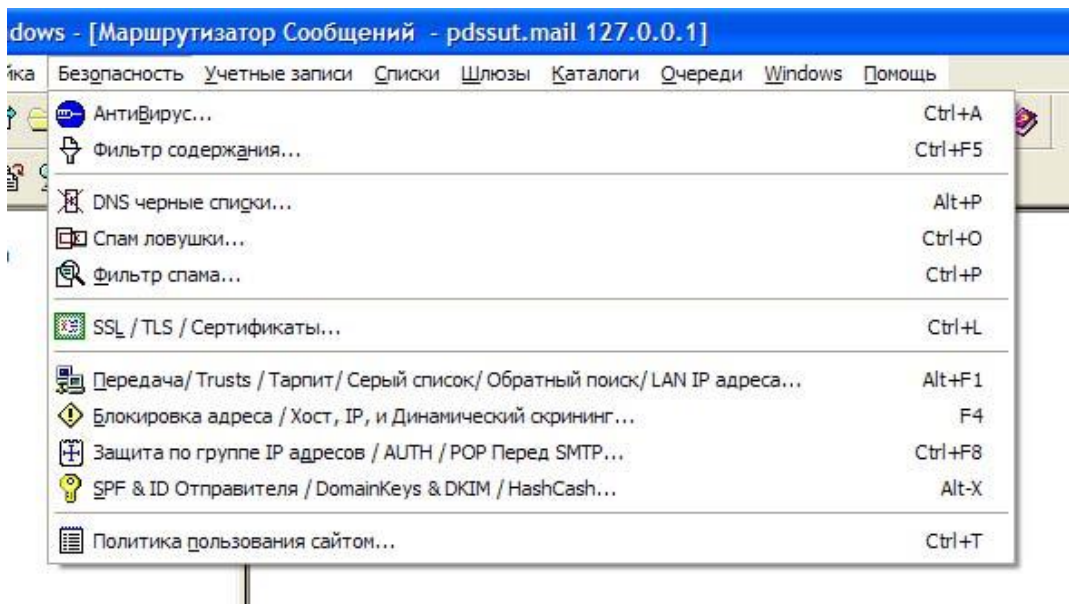 dows - [Маршрутизатор Сообщений - pdssut.mail 127.0.0.1]
йка Безопасность Учетные записи Списки Шлюзы Каталоги Очереди Windows Помощь
АнтиВирус... Ctrl+A
Фильтр содержания... Ctrl+F5
DNS черные списки... Alt+P
Спам ловушки... Ctrl+O
Фильтр спама... Ctrl+P
SSL / TLS / Сертификаты... Ctrl+L
Передача/ Trusts / Тарпит/ Серый список/ Обратный поиск/ LAN IP адреса... Alt+F1
Блокировка адреса / Хост, IP, и Динамический скрининг... F4
Защита по группе IP адресов / AUTH / POP Перед SMTP... Ctrl+F8
SPF & ID Отправителя / DomainKeys & DKIM / HashCash... Alt-X
Политика пользования сайтом... Ctrl+T